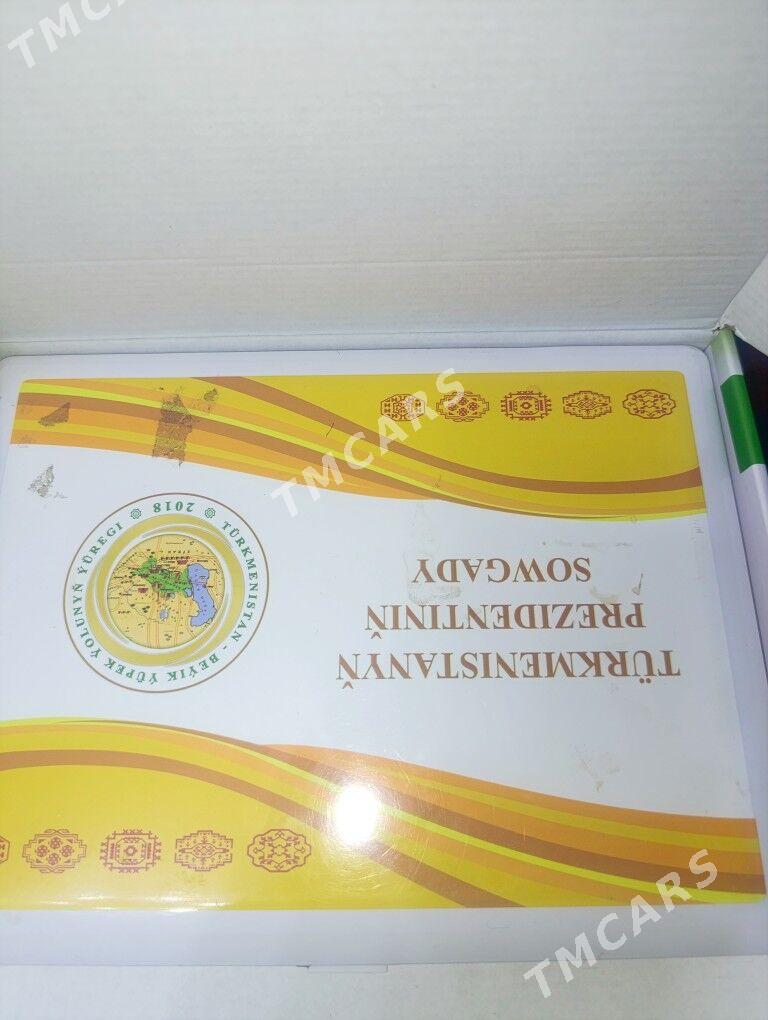 TÜRKMENISTANYŇ
PREZIDENTINIŇ
SOWGADY
TÜRKMENISTAN - BEÝIK ÝÜPEK ÝOLUNYŇ ÝÜREGI
2018
TMCARS
TMCARS
TMCARS